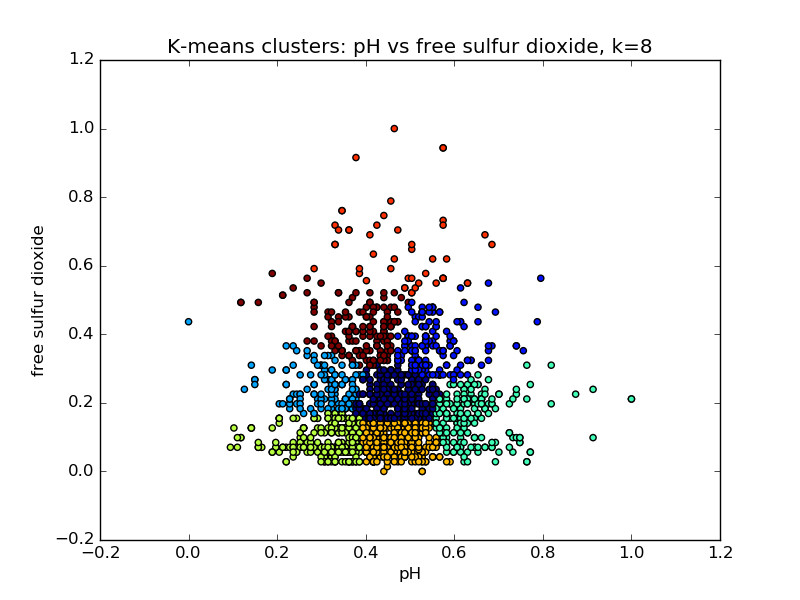 K-means clusters: pH vs free sulfur dioxide, k=8
1.2
1.0
0.8
0.6
0.4
0.2
0.0
−0.2
free sulfur dioxide
−0.2 0.0 0.2 0.4 0.6 0.8 1.0 1.2
pH